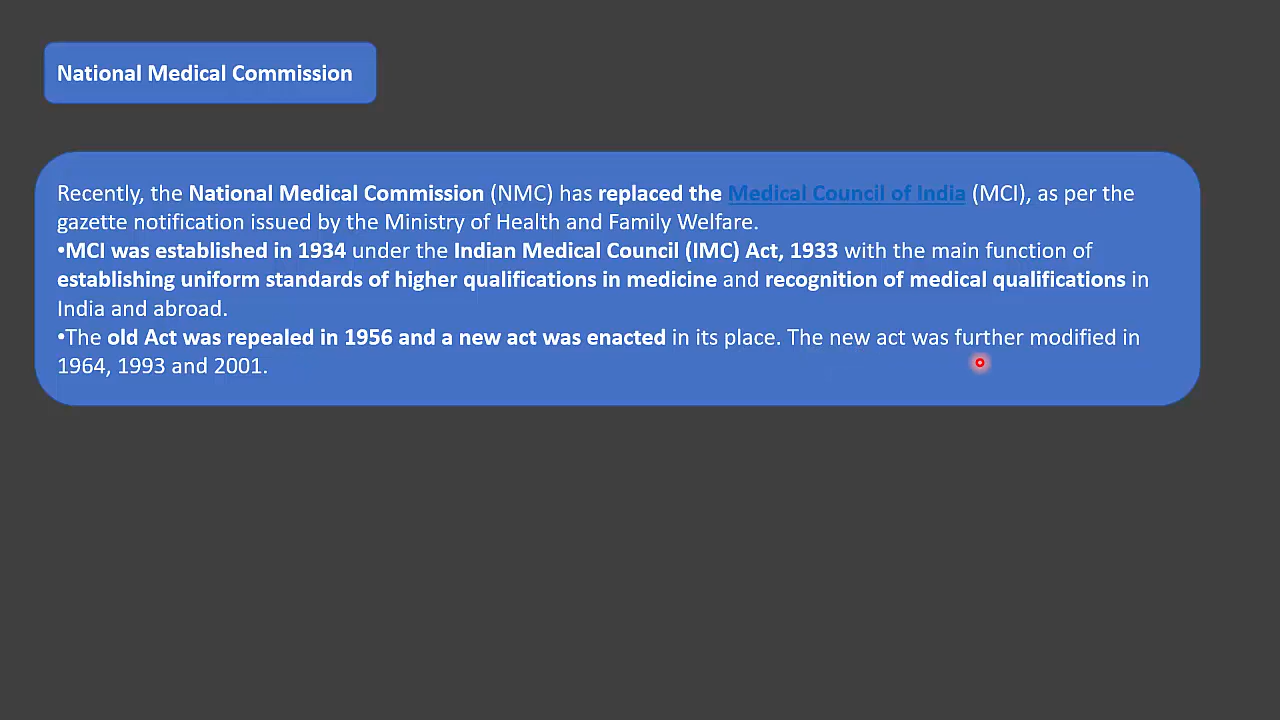 National Medical Commission
Recently, the National Medical Commission (NMC) has replaced the Medical Council of India (MCI), as per the
gazette notification issued by the Ministry of Health and Family Welfare.
•MCI was established in 1934 under the Indian Medical Council (IMC) Act, 1933 with the main function of
establishing uniform standards of higher qualifications in medicine and recognition of medical qualifications in
India and abroad.
•The old Act was repealed in 1956 and a new act was enacted in its place. The new act was further modified in
1964, 1993 and 2001.